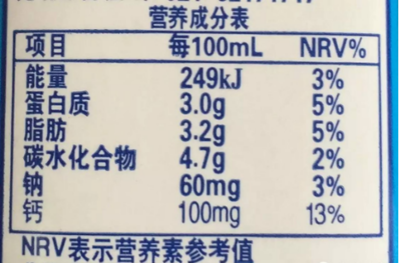 营养成分表
项目 每100mL NRV%
能量 249kJ 3%
蛋白质 3.0g 5%
脂肪 3.2g 5%
碳水化合物 4.7g 2%
钠 60mg 3%
钙 100mg 13%
NRV表示营养素参考值